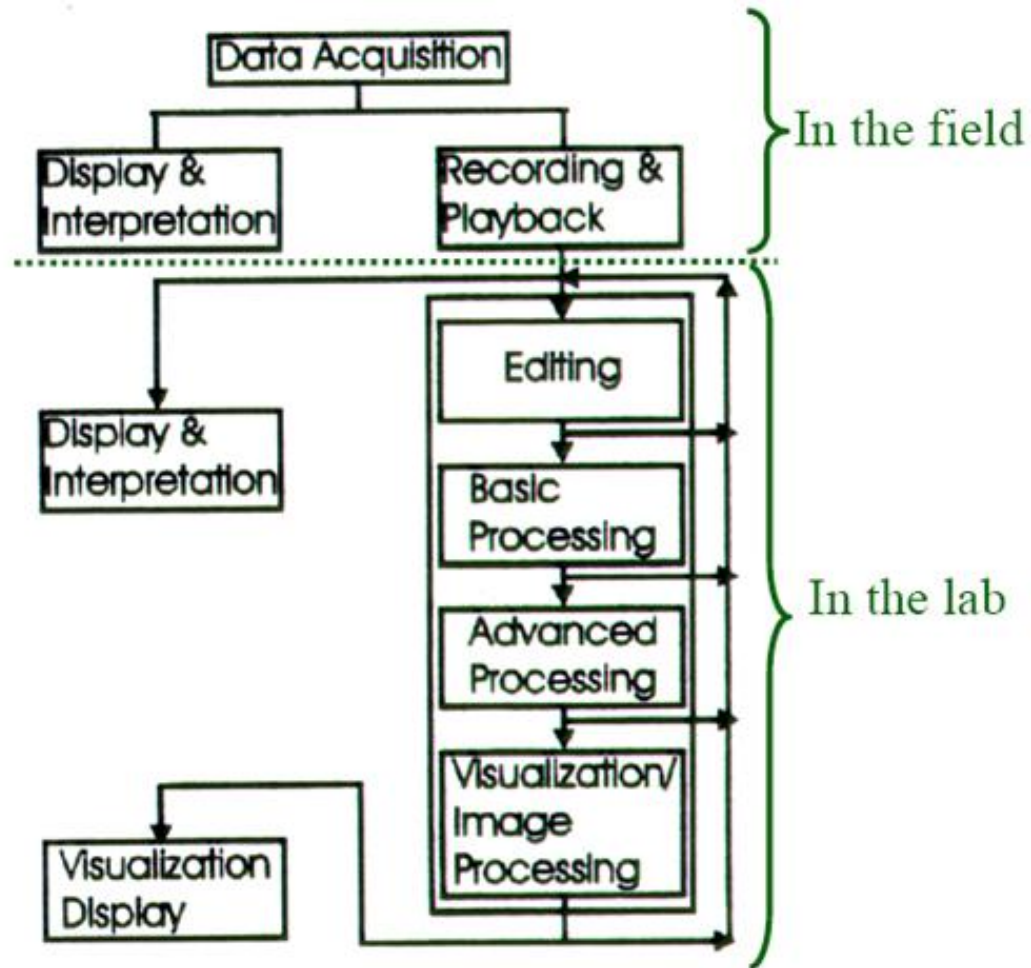 Data Acquisition
In the field
Display &
Interpretation
Recording &
Playback
Editing
Display &
Interpretation
Basic
Processing
In the lab
Advanced
Processing
Visualization/
Image
Processing
Visualization
Display